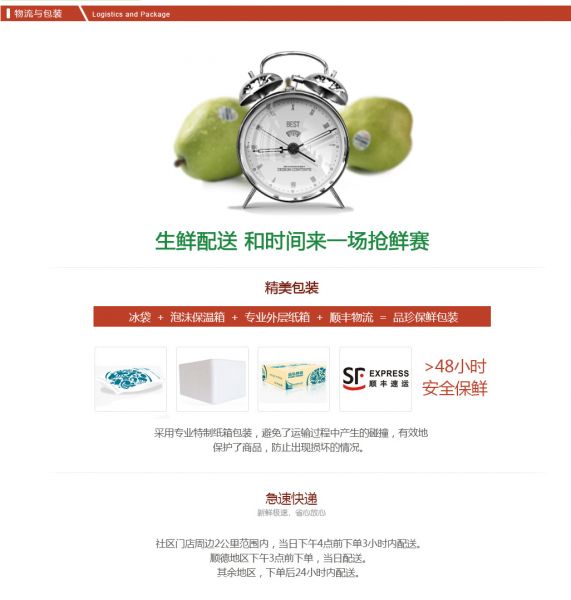 物流与包装
Logistics and Package
BEST
DESIGN CONTENTS
生鲜配送 和时间来一场抢鲜赛
精美包装
冰袋 + 泡沫保温箱 + 专业外层纸箱 + 顺丰物流 = 品珍保鲜包装
SF EXPRESS
顺丰速运
>48小时
安全保鲜
采用专业特制纸箱包装，避免了运输过程中产生的碰撞，有效地
保护了商品，防止出现损坏的情况。
急速快递
新鲜极速、省心放心
社区门店周边2公里范围内，当日下午4点前下单3小时内配送。
顺德地区下午3点前下单，当日配送。
其余地区，下单后24小时内配送。